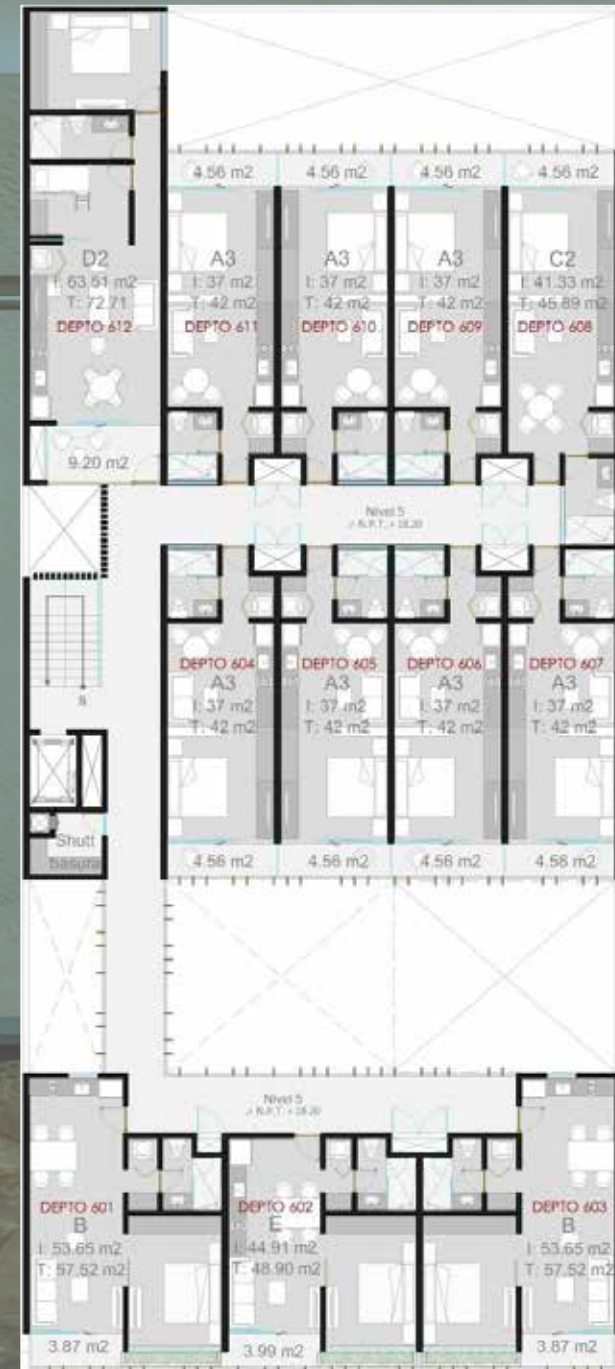 4.56 m2
4.56 m2
4.56 m2
4.56 m2
D2
I: 63.51 m2
T: 72.71
DEPTO 612
A3
I: 37 m2
T: 42 m2
DEPTO 611
A3
I: 37 m2
T: 42 m2
DEPTO 610
A3
I: 37 m2
T: 42 m2
DEPTO 609
C2
I: 41.33 m2
T: 45.89 m2
DEPTO 608
9.20 m2
Nivel 5
N.P.T. + 18.20
DEPTO 604
A3
I: 37 m2
T: 42 m2
DEPTO 605
A3
I: 37 m2
T: 42 m2
DEPTO 606
A3
I: 37 m2
T: 42 m2
DEPTO 607
A3
I: 37 m2
T: 42 m2
S
Shutt
basura
4.56 m2
4.56 m2
4.56 m2
4.56 m2
Nivel 5
N.P.T. + 18.20
DEPTO 601
B
I: 53.65 m2
T: 57.52 m2
DEPTO 602
E
I: 44.91 m2
T: 48.90 m2
DEPTO 603
B
I: 53.65 m2
T: 57.52 m2
3.87 m2
3.99 m2
3.87 m2